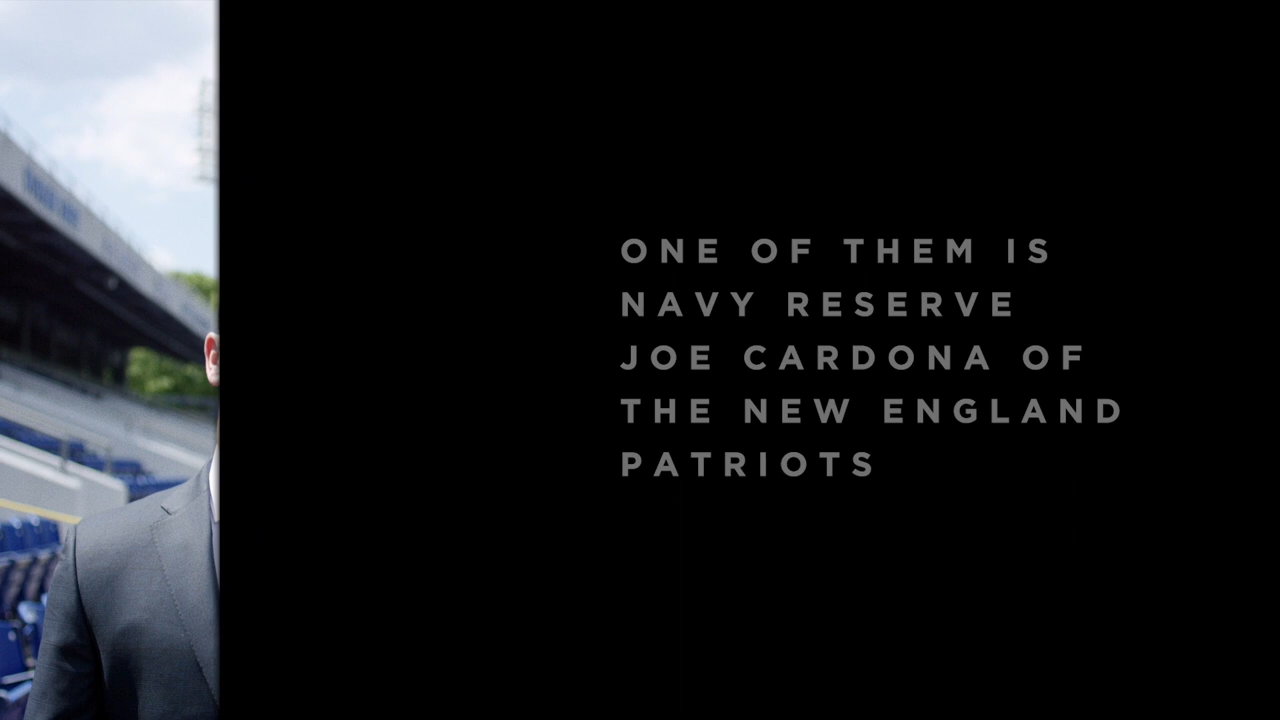 ONE OF THEM IS
NAVY RESERVE
JOE CARDONA OF
THE NEW ENGLAND
PATRIOTS